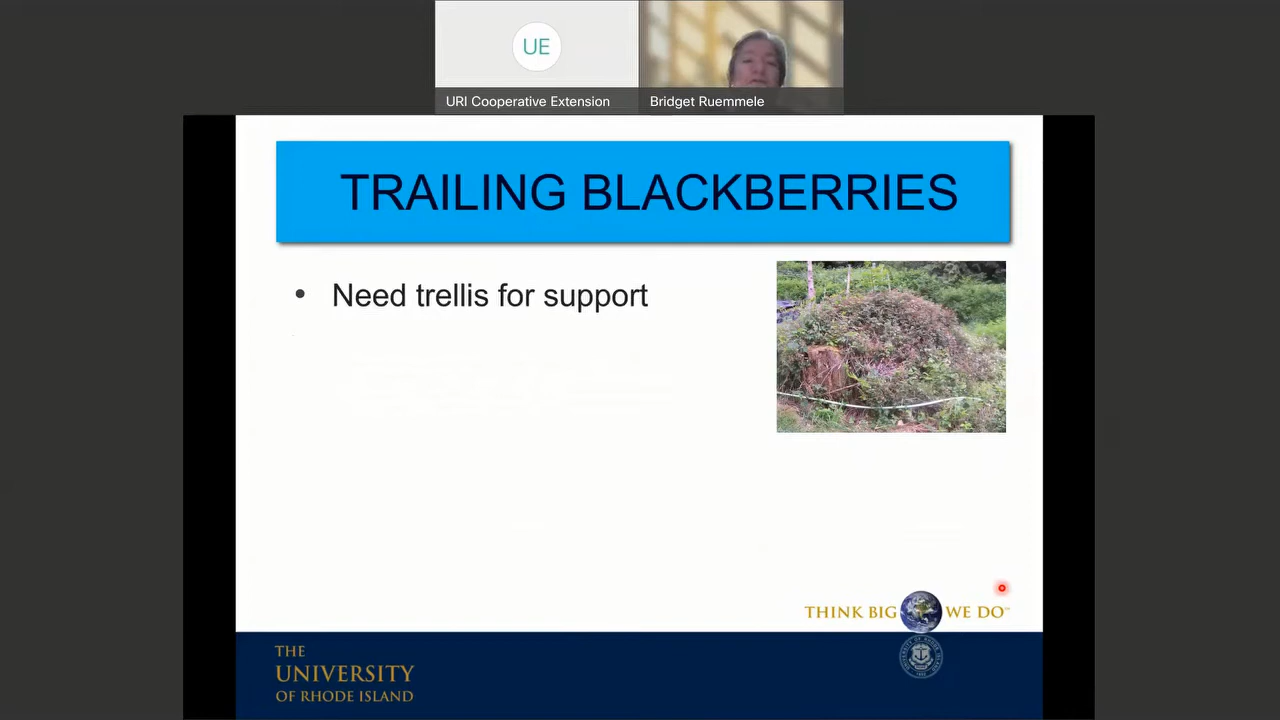 UE
URI Cooperative Extension
Bridget Ruemmele
TRAILING BLACKBERRIES
• Need trellis for support
THINK BIG WE DO™
THE
UNIVERSITY
OF RHODE ISLAND